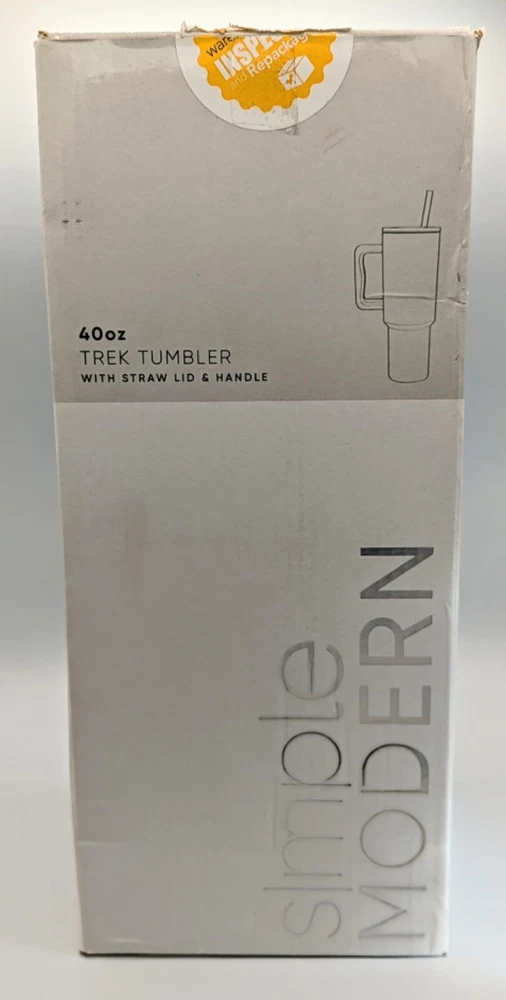 INSPE
and Repackag
40oz
TREK TUMBLER
WITH STRAW LID & HANDLE
simple
MODERN